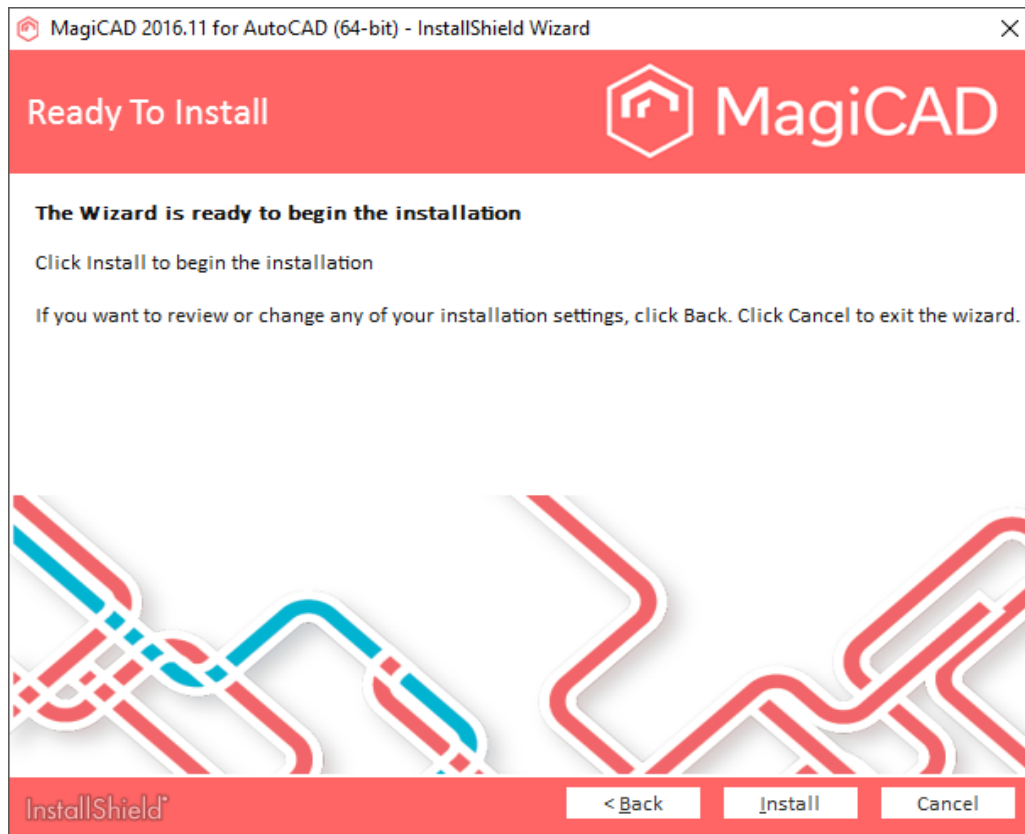 MagiCAD 2016.11 for AutoCAD (64-bit) - InstallShield Wizard
Ready To Install
MagiCAD
The Wizard is ready to begin the installation
Click Install to begin the installation
If you want to review or change any of your installation settings, click Back. Click Cancel to exit the wizard.
InstallShield®
< Back
Install
Cancel